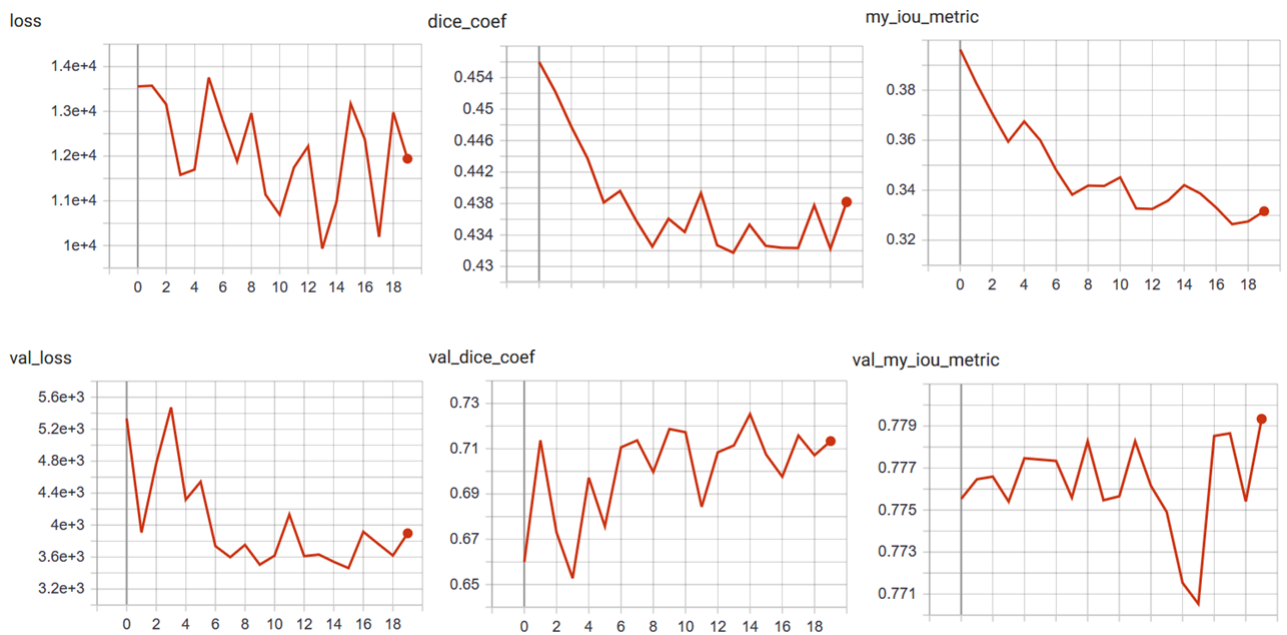 loss
1.4e+4
1.3e+4
1.2e+4
1.1e+4
1e+4
0 2 4 6 8 10 12 14 16 18
dice_coef
0.454
0.45
0.446
0.442
0.438
0.434
0.43
my_iou_metric
0.38
0.36
0.34
0.32
0 2 4 6 8 10 12 14 16 18
val_loss
5.6e+3
5.2e+3
4.8e+3
4.4e+3
4e+3
3.6e+3
3.2e+3
0 2 4 6 8 10 12 14 16 18
val_dice_coef
0.73
0.71
0.69
0.67
0.65
0 2 4 6 8 10 12 14 16 18
val_my_iou_metric
0.779
0.777
0.775
0.773
0.771